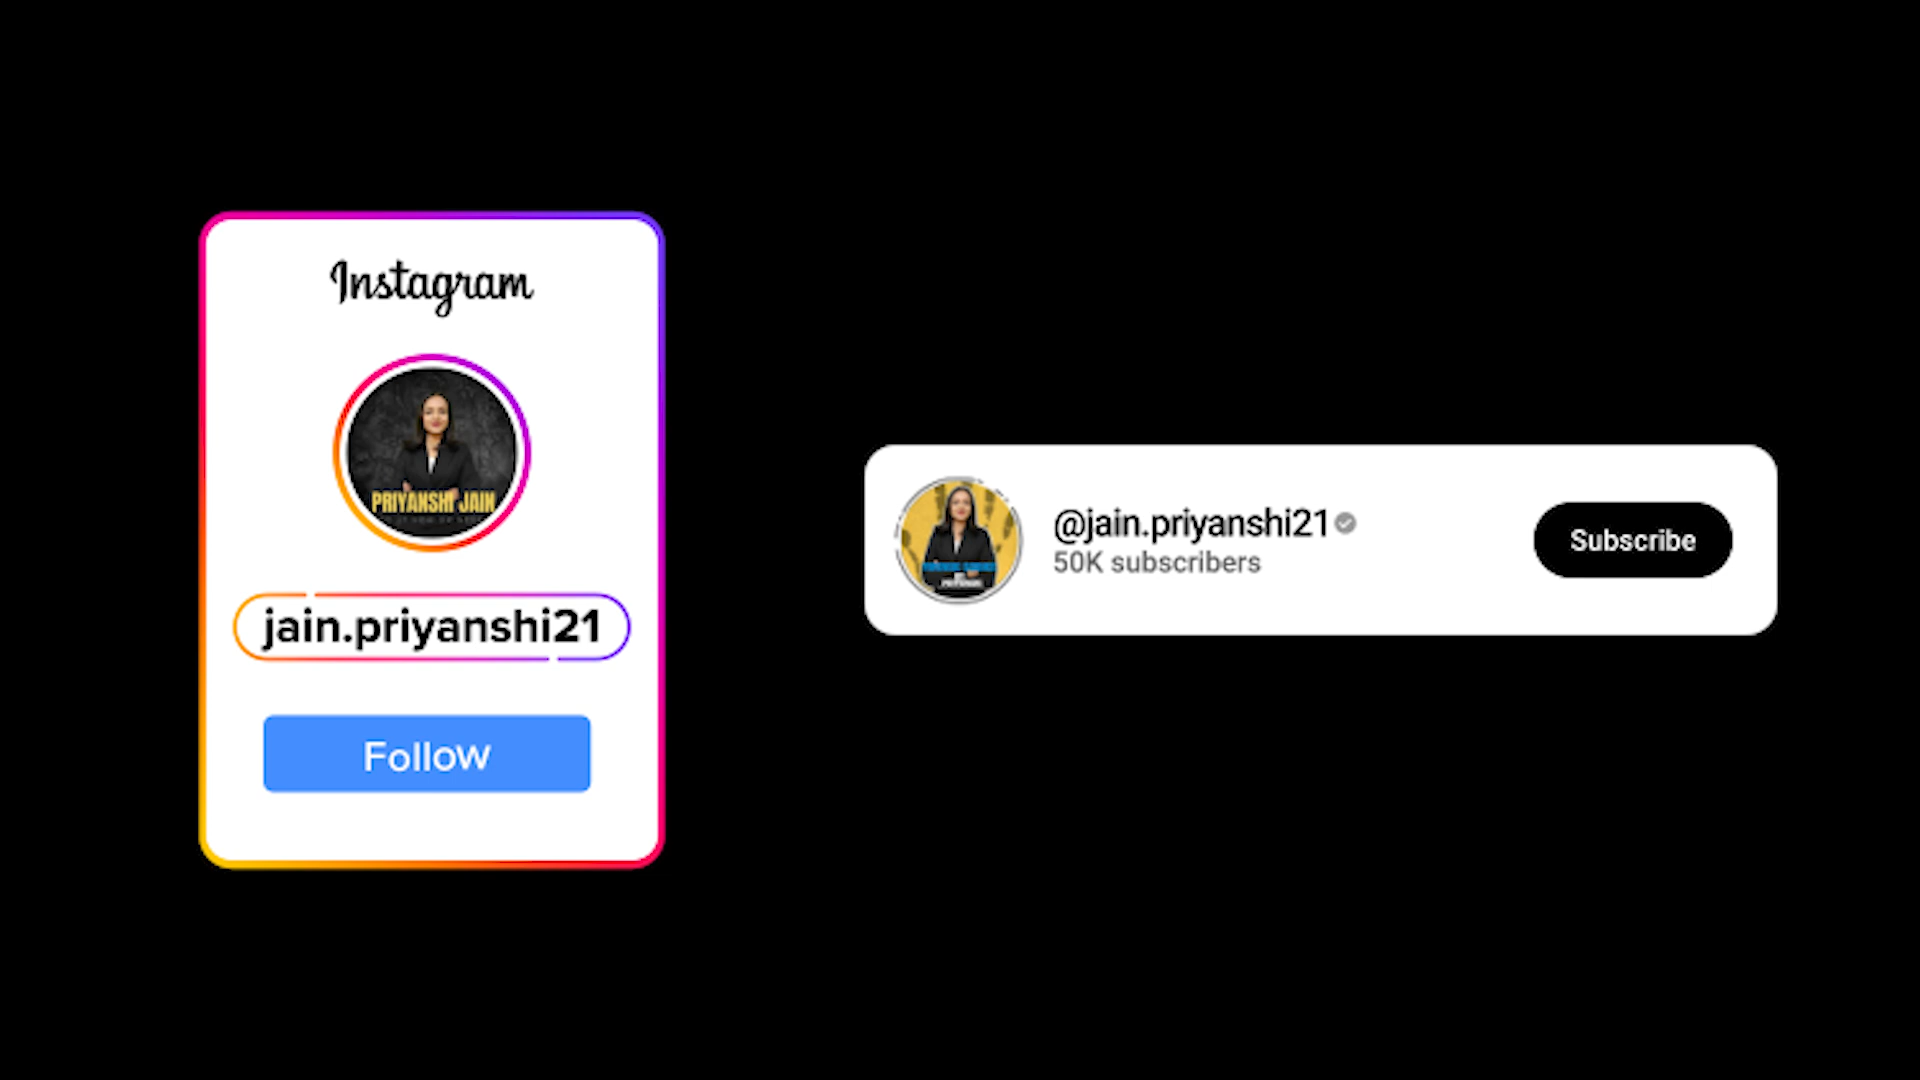 Instagram
PRIYANSHI JAIN
jain.priyanshi21
Follow
@jain.priyanshi21
50K subscribers
Subscribe